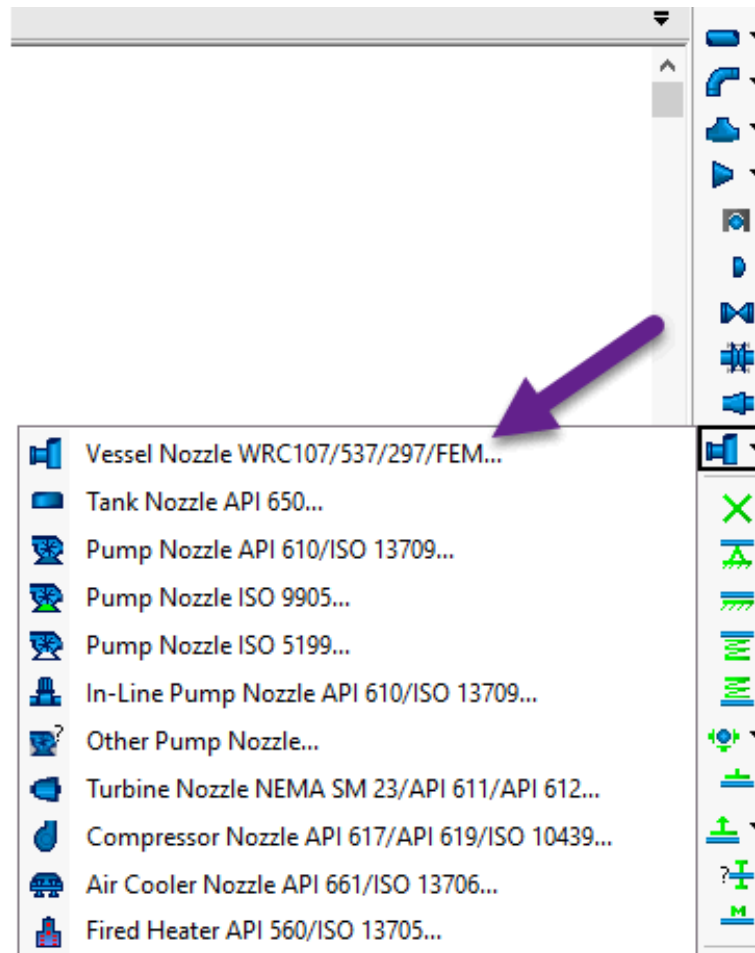 Vessel Nozzle WRC107/537/297/FEM...
Tank Nozzle API 650...
Pump Nozzle API 610/ISO 13709...
Pump Nozzle ISO 9905...
Pump Nozzle ISO 5199...
In-Line Pump Nozzle API 610/ISO 13709...
? Other Pump Nozzle...
Turbine Nozzle NEMA SM 23/API 611/API 612...
Compressor Nozzle API 617/API 619/ISO 10439...
Air Cooler Nozzle API 661/ISO 13706...
?
Fired Heater API 560/ISO 13705...
M